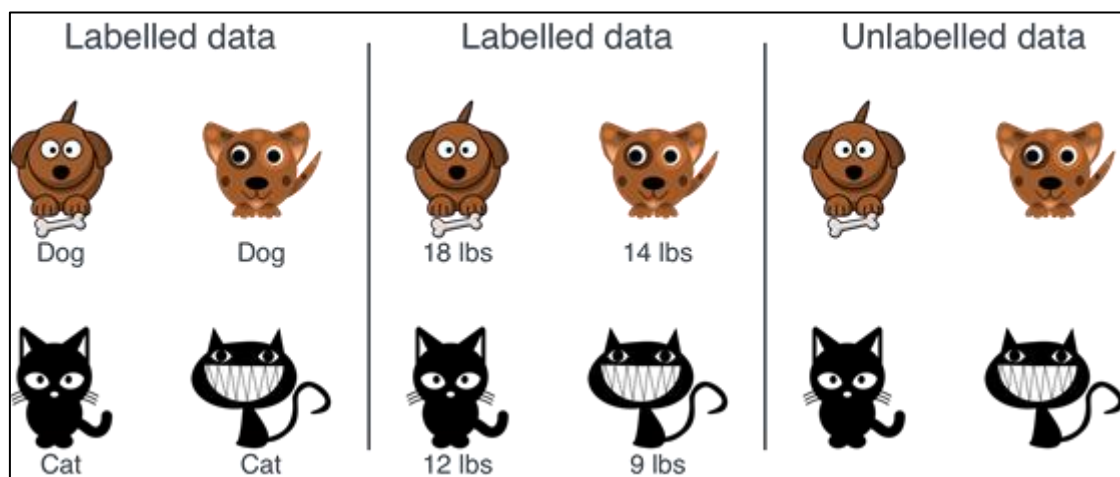 Labelled data
Dog
Dog
Cat
Cat
Labelled data
18 lbs
14 lbs
12 lbs
9 lbs
Unlabelled data